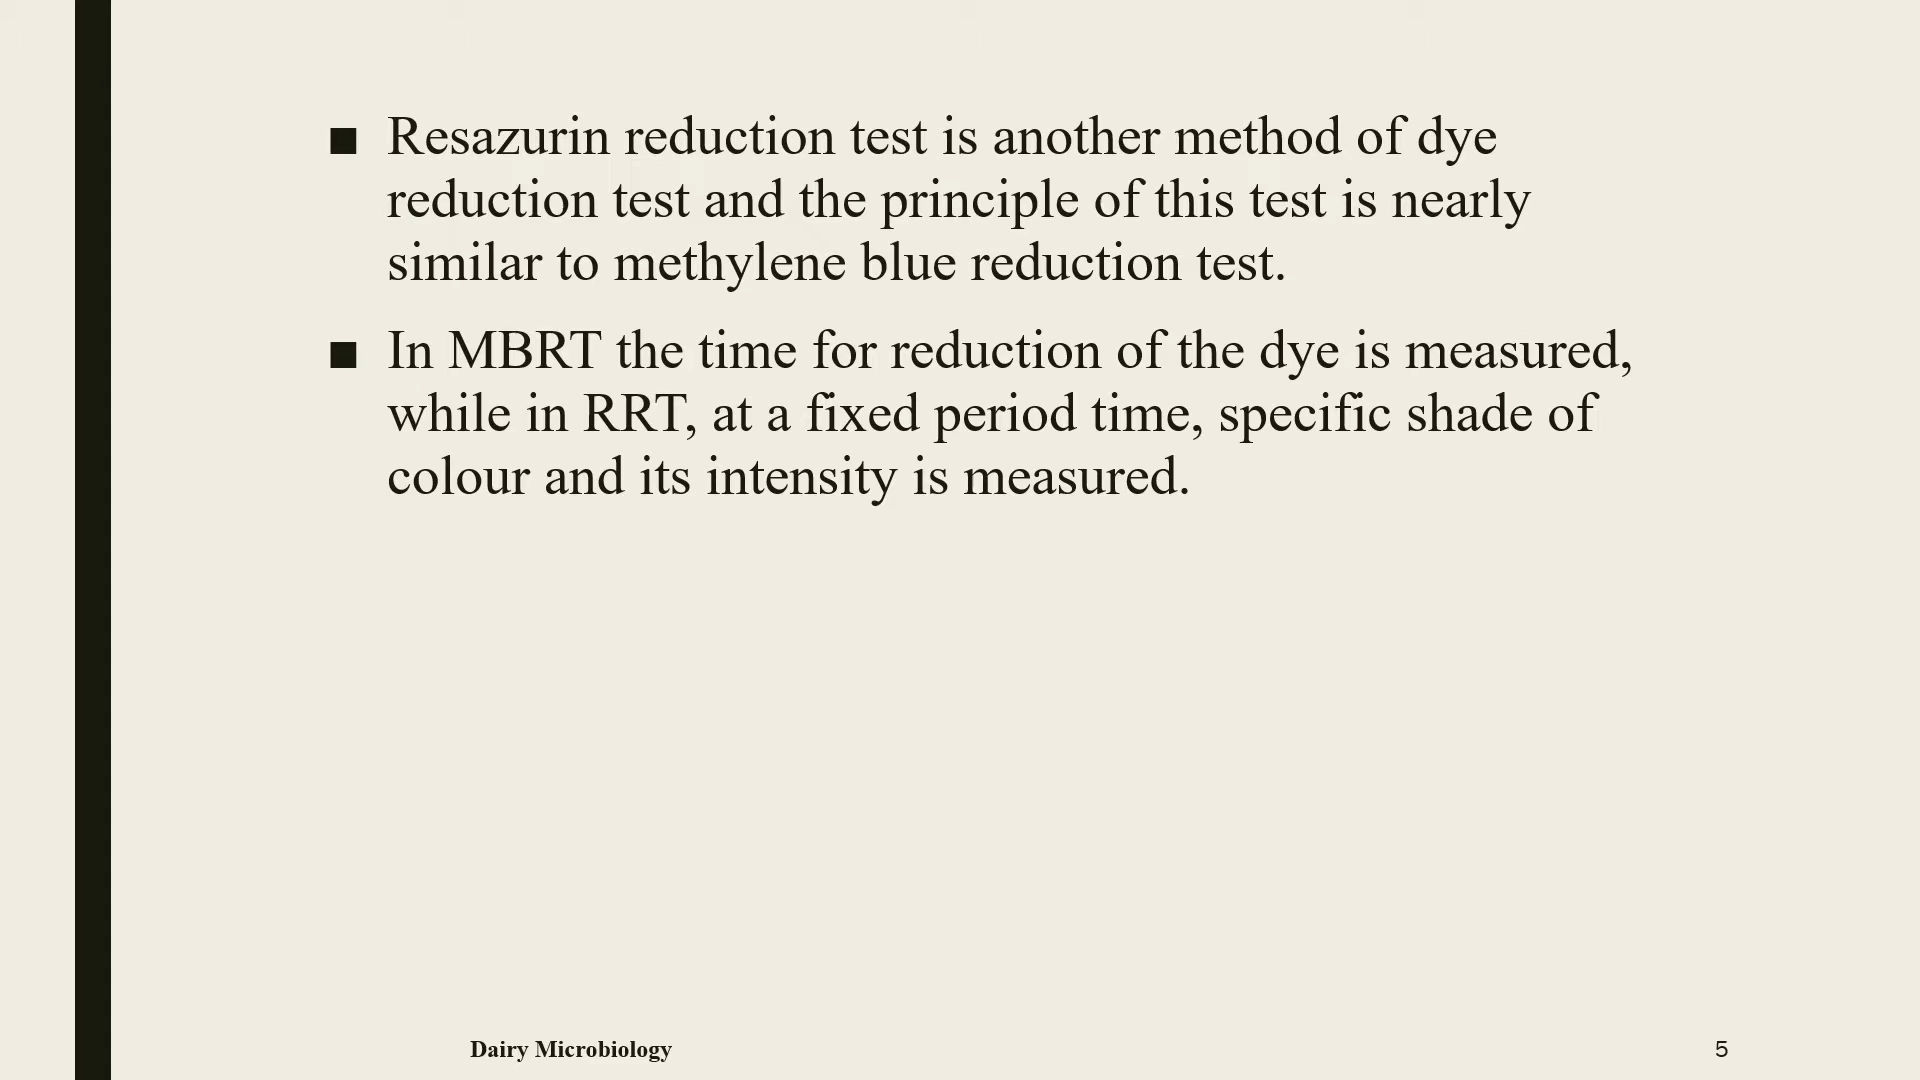 ■ Resazurin reduction test is another method of dye
reduction test and the principle of this test is nearly
similar to methylene blue reduction test.
■ In MBRT the time for reduction of the dye is measured,
while in RRT, at a fixed period time, specific shade of
colour and its intensity is measured.
Dairy Microbiology
5